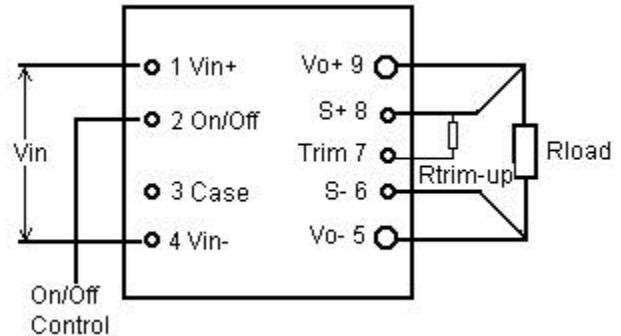 1 Vin+
Vo+ 9
S+ 8
2 On/Off
Vin
Trim 7
Rtrim-up
Rload
3 Case
S- 6
4 Vin-
Vo- 5
On/Off
Control